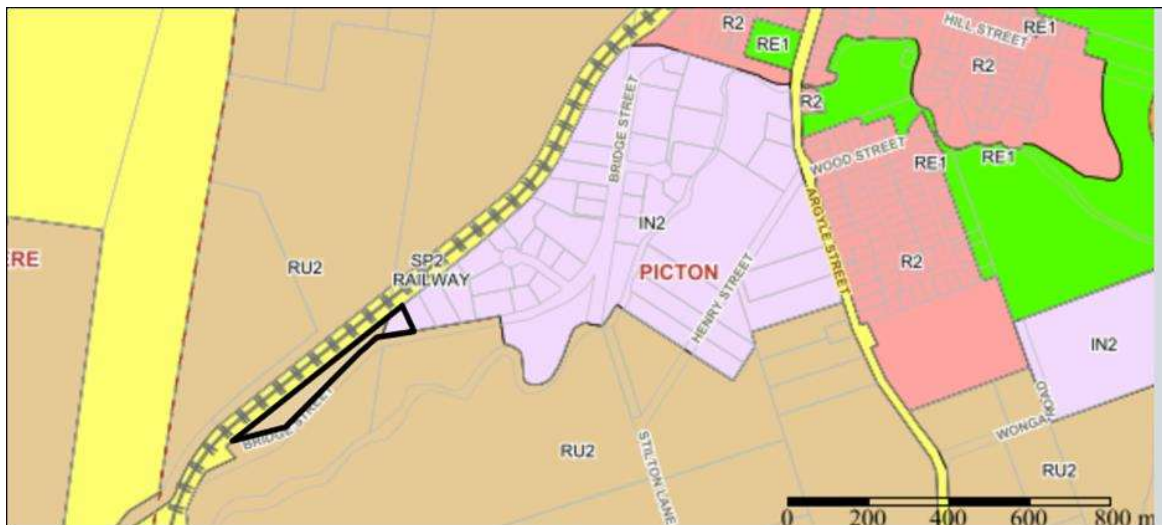 R2
RE1
HILL STREET
RE1
R2
R2
BRIDGE STREET
WOOD STREET
RE1
RE1
ERE
RU2
SP2
RAILWAY
IN2
PICTON
ARGYLE STREET
R2
HENRY STREET
IN2
BRIDGE STREET
RU2
STILTON LANE
WONGA
ROAD
RU2
0 200 400 600 800 m